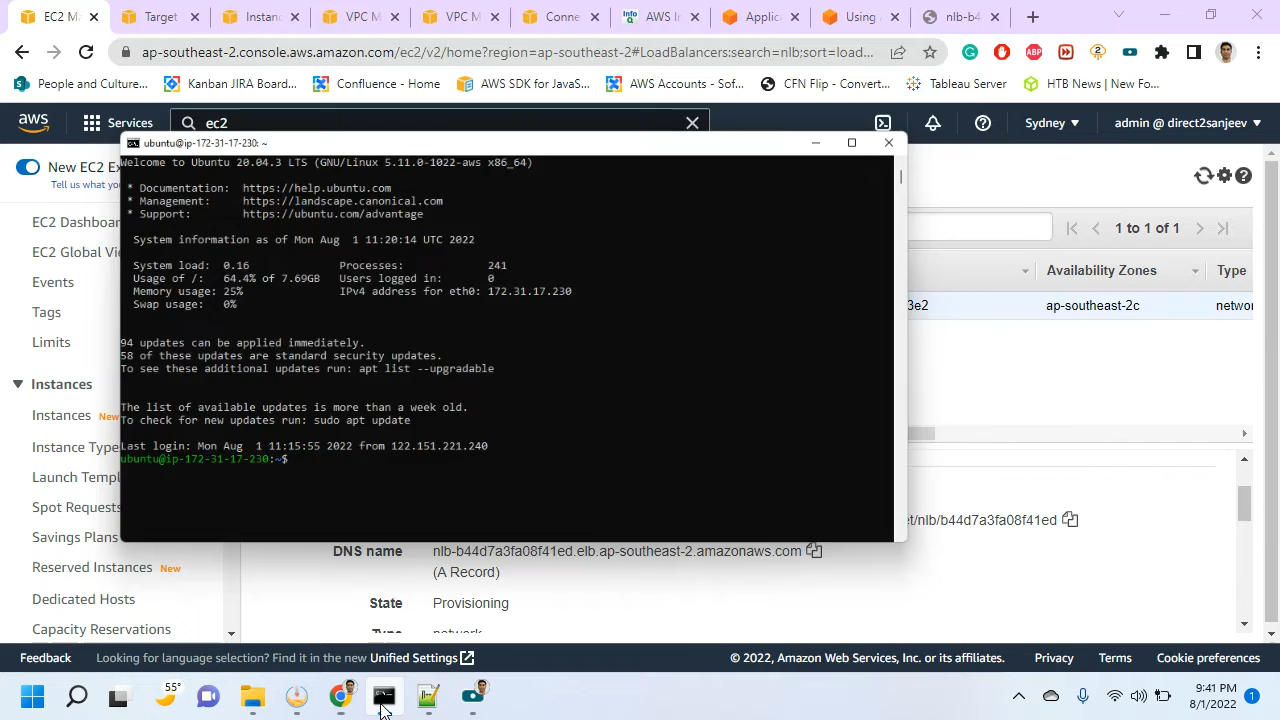 EC2 Ma
Target
Instanc
VPC M
VPC M
Conne
AWS In
Applic
Using A
nlb-b4
ap-southeast-2.console.aws.amazon.com/ec2/v2/home?region=ap-southeast-2#LoadBalancers:search=nlb;sort=load...
People and Culture...
Kanban JIRA Board...
Confluence - Home
AWS SDK for JavaS...
AWS Accounts - Sof...
CFN Flip - Convert...
Tableau Server
HTB News | New Fo...
aws
Services
ec2
Sydney
admin @ direct2sanjeev
New EC2 Ex
Tell us what you
ubuntu@ip-172-31-17-230: ~
Welcome to Ubuntu 20.04.3 LTS (GNU/Linux 5.11.0-1022-aws x86_64)
* Documentation: https://help.ubuntu.com
* Management: https://landscape.canonical.com
* Support: https://ubuntu.com/advantage
System information as of Mon Aug 1 11:20:14 UTC 2022
System load: 0.16 Processes: 241
Usage of /: 64.4% of 7.69GB Users logged in: 0
Memory usage: 25% IPv4 address for eth0: 172.31.17.230
Swap usage: 0%
94 updates can be applied immediately.
58 of these updates are standard security updates.
To see these additional updates run: apt list --upgradable
The list of available updates is more than a week old.
To check for new updates run: sudo apt update
Last login: Mon Aug 1 11:15:55 2022 from 122.151.221.240
ubuntu@ip-172-31-17-230:~$
EC2 Dashboar
EC2 Global Vi
Events
Tags
Limits
Instances
Instances New
Instance Type
Launch Templ
Spot Requests
Savings Plans
Reserved Instances New
Dedicated Hosts
Capacity Reservations
1 to 1 of 1
Availability Zones
Type
3e2
ap-southeast-2c
netwo
et/nlb/b44d7a3fa08f41ed
DNS name
nlb-b44d7a3fa08f41ed.elb.ap-southeast-2.amazonaws.com
(A Record)
State
Provisioning
Type
network
Feedback
Looking for language selection? Find it in the new Unified Settings
© 2022, Amazon Web Services, Inc. or its affiliates.
Privacy
Terms
Cookie preferences
55°
9:41 PM
8/1/2022
1